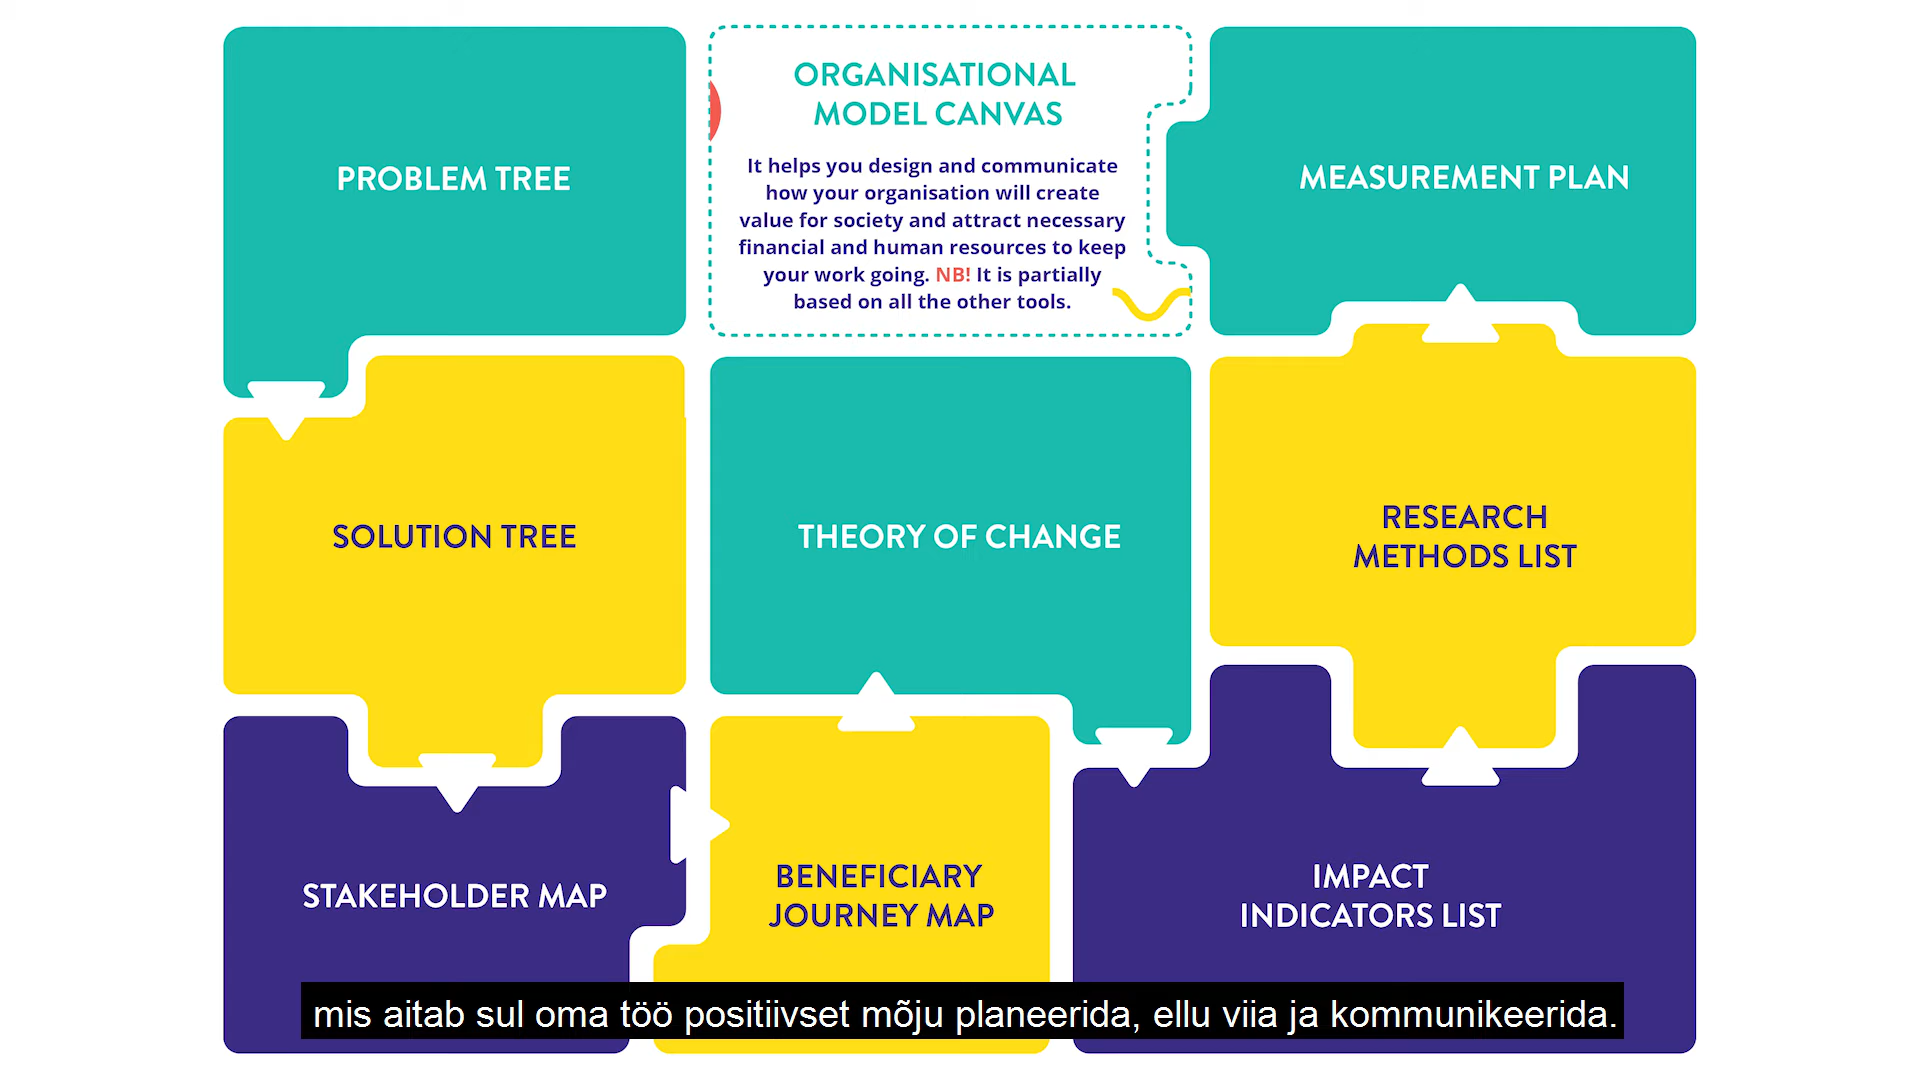 PROBLEM TREE
ORGANISATIONAL
MODEL CANVAS
It helps you design and communicate
how your organisation will create
value for society and attract necessary
financial and human resources to keep
your work going. NB! It is partially
based on all the other tools.
MEASUREMENT PLAN
SOLUTION TREE
THEORY OF CHANGE
RESEARCH
METHODS LIST
STAKEHOLDER MAP
BENEFICIARY
JOURNEY MAP
IMPACT
INDICATORS LIST
mis aitab sul oma töö positiivset mõju planeerida, ellu viia ja kommunikeerida.